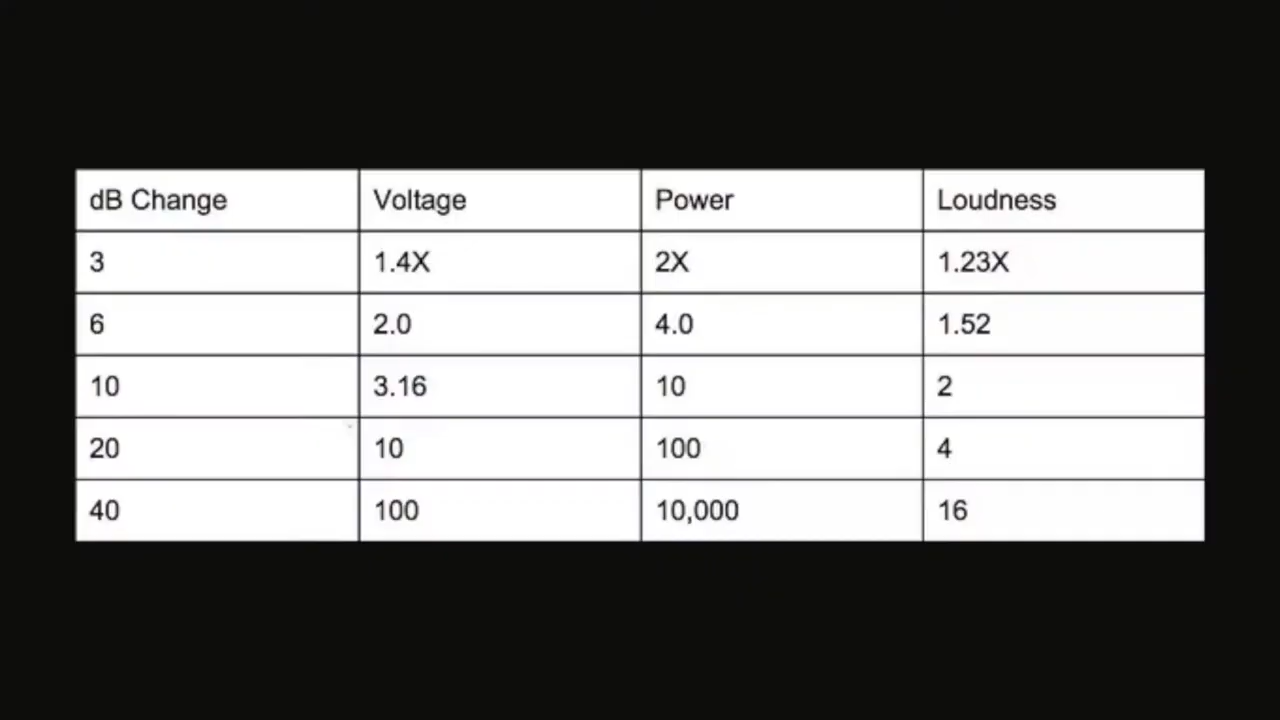 dB Change Voltage Power Loudness
3 1.4X 2X 1.23X
6 2.0 4.0 1.52
10 3.16 10 2
20 10 100 4
40 100 10,000 16